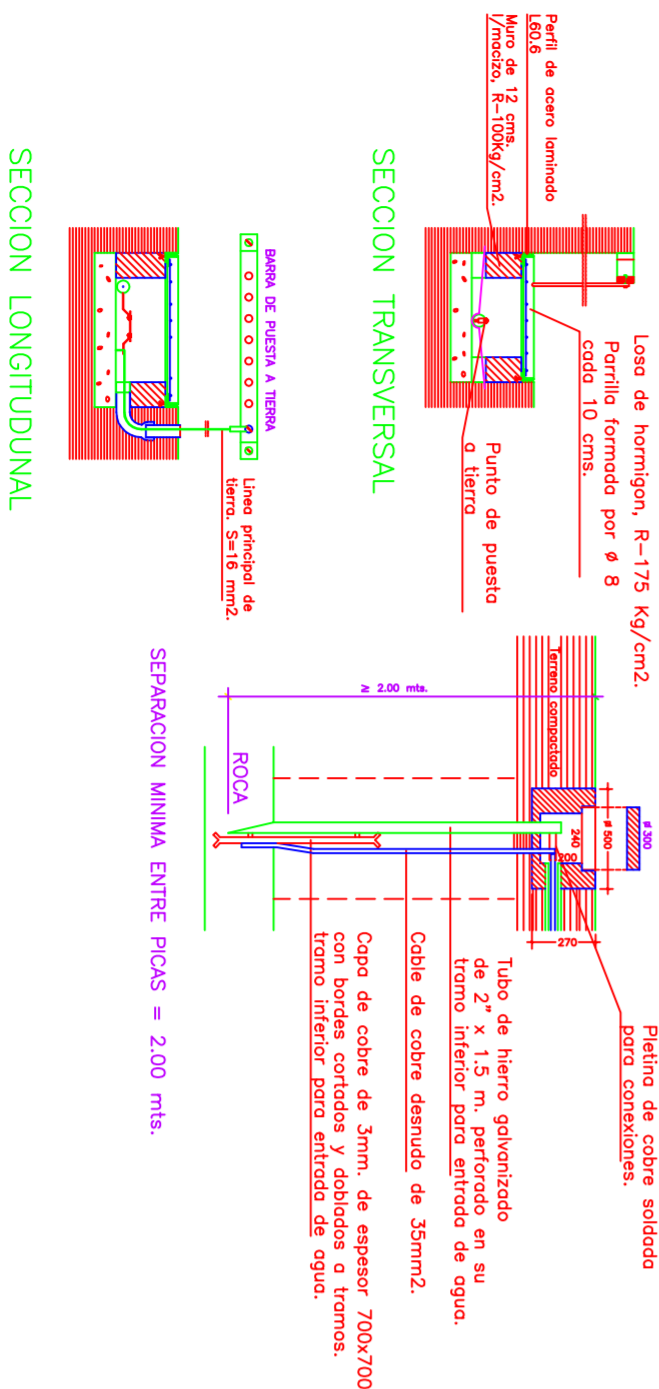 Losa de hormigon, R-175 Kg/cm2.
Parrilla formada por ø 8
cada 10 cms.
Perfil de acero laminado
L60.6
Muro de 12 cms.
l/macizo, R-100Kg/cm2.
Punto de puesta
a tierra
SECCION TRANSVERSAL
BARRA DE PUESTA A TIERRA
Linea principal de
tierra. S=16 mm2.
SECCION LONGITUDUNAL
Pletina de cobre soldada
para conexiones.
ø 300
ø 500
240
200
270
Terreno compactado
≥ 2.00 mts.
Tubo de hierro galvanizado
de 2" x 1.5 m. perforado en su
tramo inferior para entrada de agua.
Cable de cobre desnudo de 35mm2.
Capa de cobre de 3mm. de espesor 700x700
con bordes cortados y doblados a tramos.
tramo inferior para entrada de agua.
ROCA
SEPARACION MINIMA ENTRE PICAS = 2.00 mts.